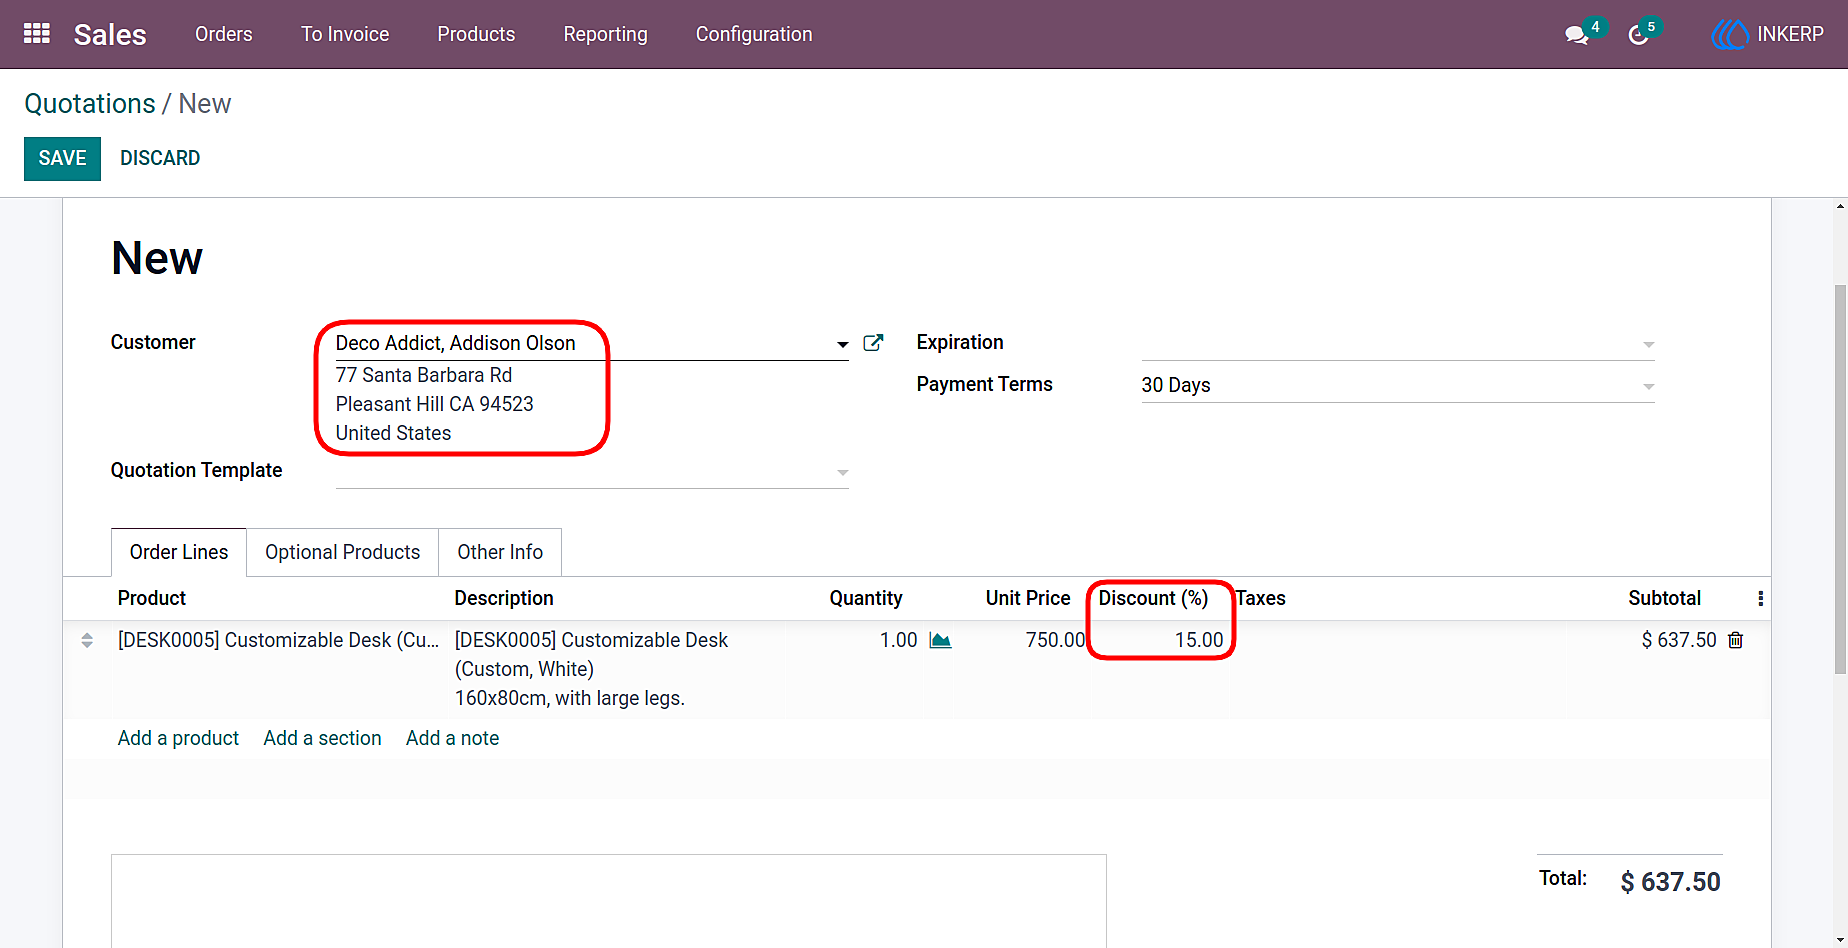 Sales Orders To Invoice Products Reporting Configuration 4 5 INKERP
Quotations / New
SAVE DISCARD
New
Customer Deco Addict, Addison Olson Expiration
77 Santa Barbara Rd Payment Terms 30 Days
Pleasant Hill CA 94523
United States
Quotation Template
Order Lines Optional Products Other Info
Product Description Quantity Unit Price Discount (%) Taxes Subtotal
[DESK0005] Customizable Desk (Cu... [DESK0005] Customizable Desk 1.00 750.00 15.00 $ 637.50
(Custom, White)
160x80cm, with large legs.
Add a product Add a section Add a note
Total: $ 637.50